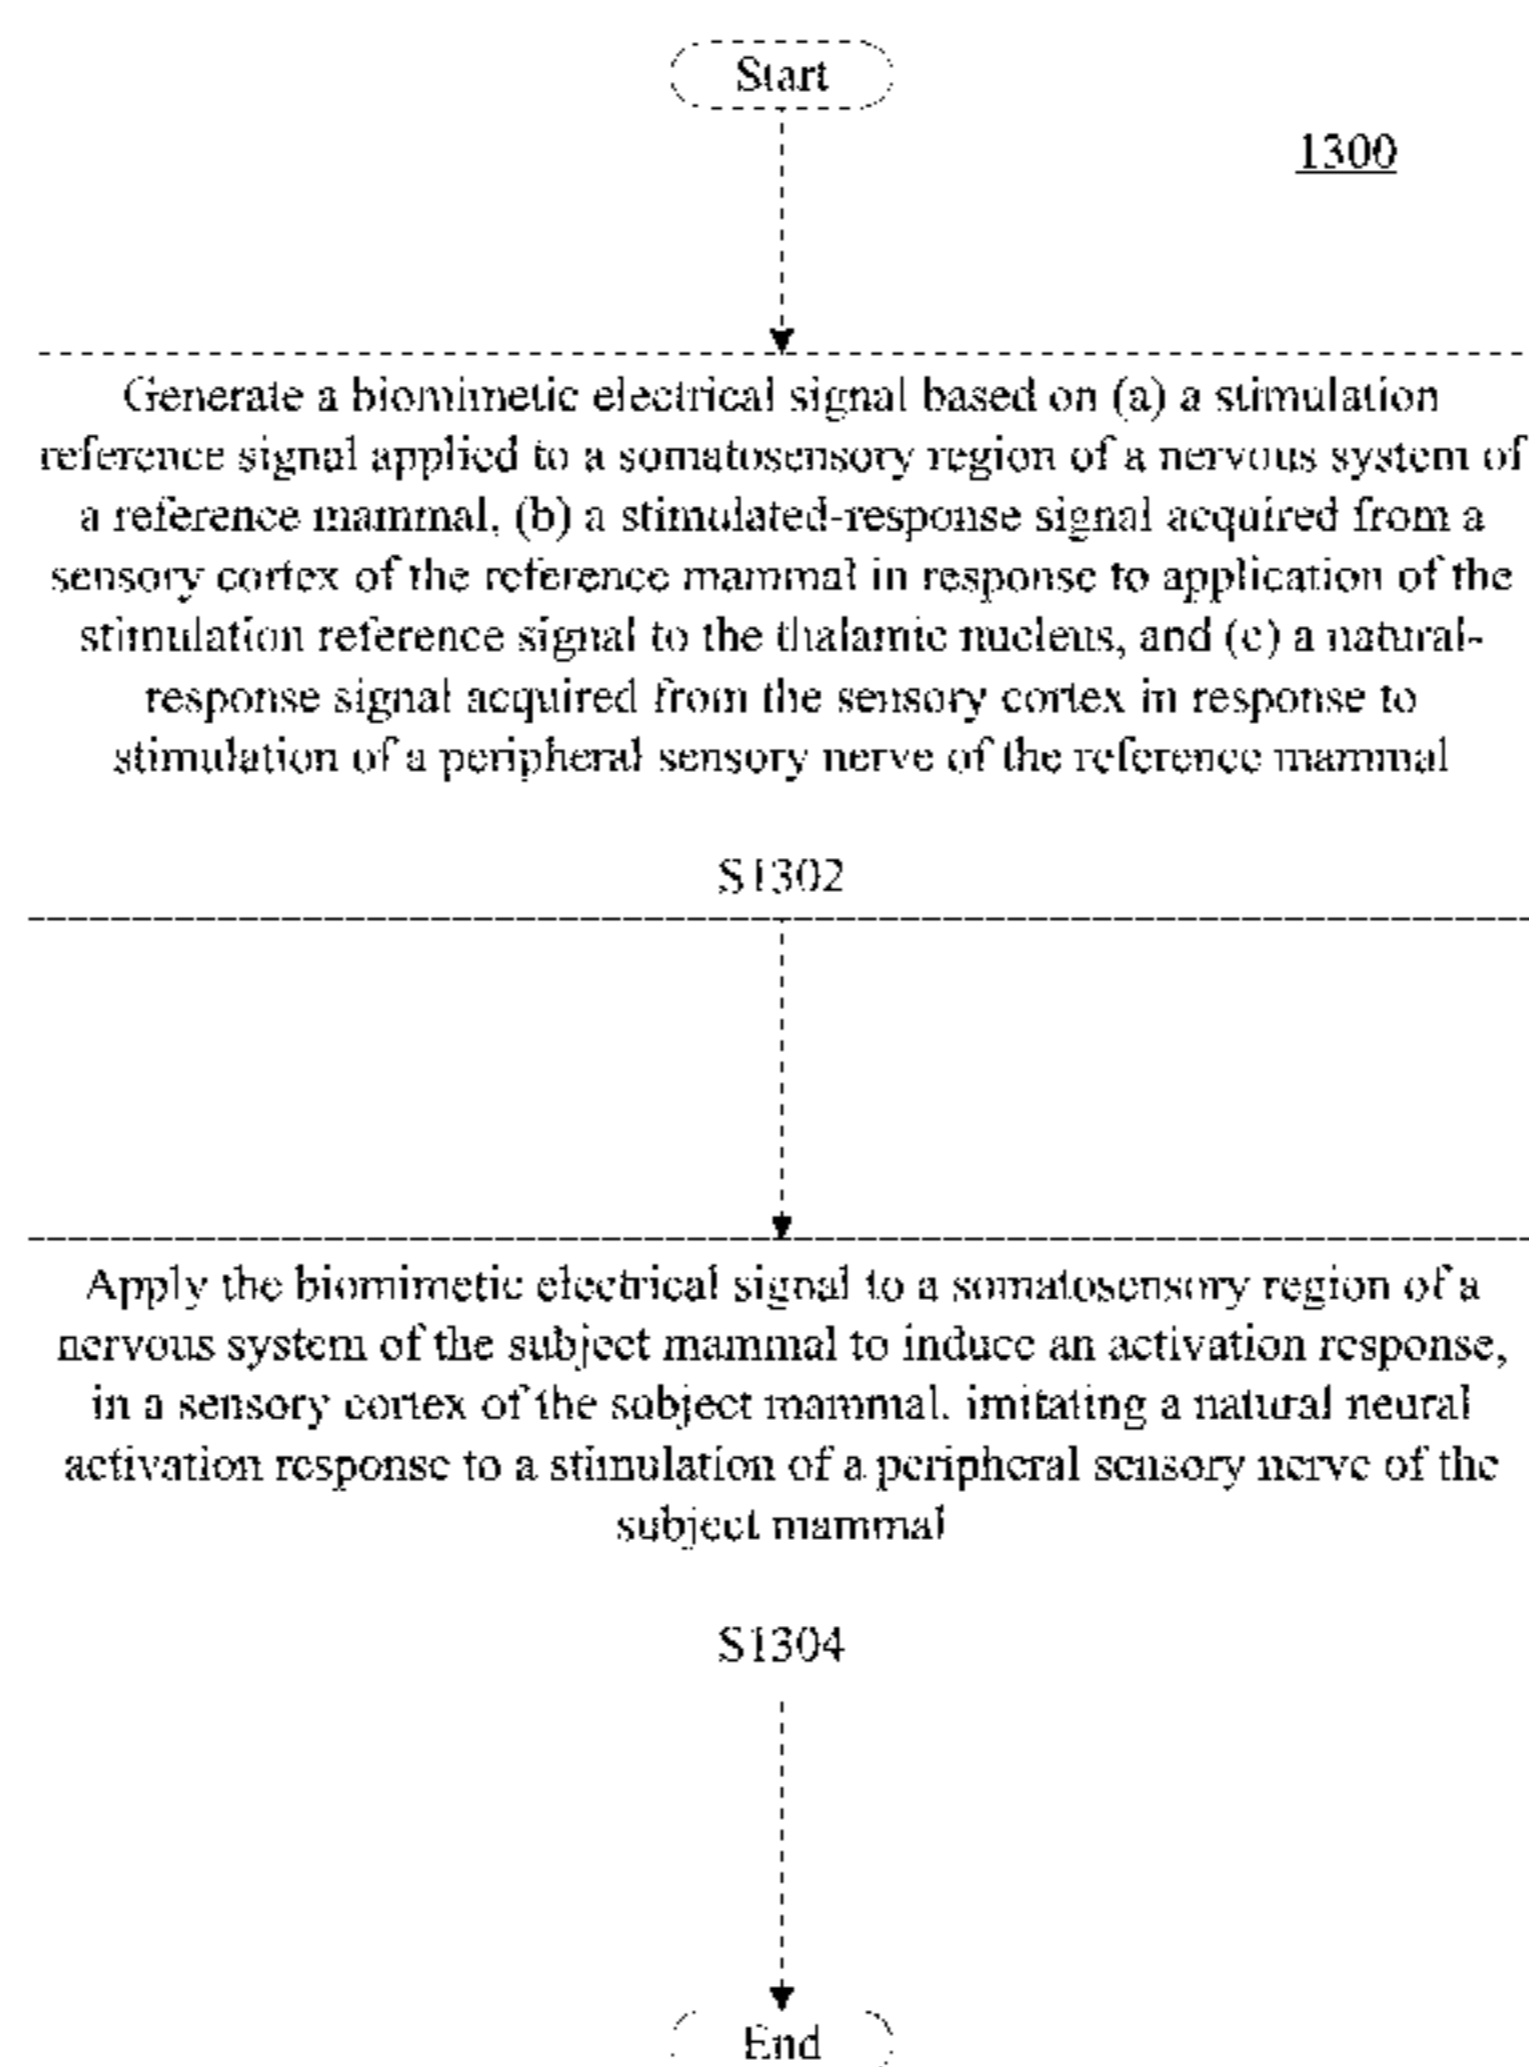 Start
1300
Generate a biomimetic electrical signal based on (a) a stimulation
reference signal applied to a somatosensory region of a nervous system of
a reference mammal, (b) a stimulated-response signal acquired from a
sensory cortex of the reference mammal in response to application of the
stimulation reference signal to the thalamic nucleus, and (c) a natural-
response signal acquired from the sensory cortex in response to
stimulation of a peripheral sensory nerve of the reference mammal
S1302
Apply the biomimetic electrical signal to a somatosensory region of a
nervous system of the subject mammal to induce an activation response,
in a sensory cortex of the subject mammal, imitating a natural neural
activation response to a stimulation of a peripheral sensory nerve of the
subject mammal
S1304
End